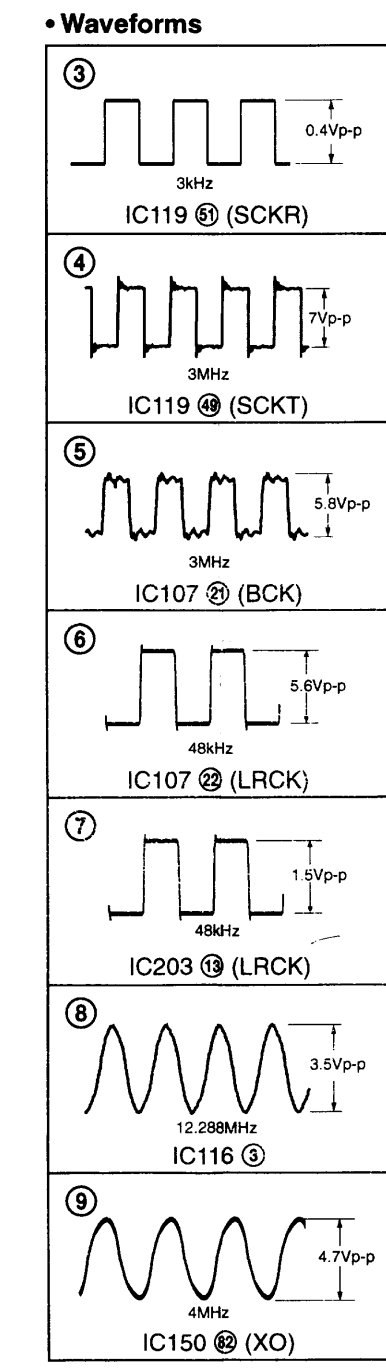 • Waveforms
③
0.4Vp-p
3kHz
IC119 51 (SCKR)
④
7Vp-p
3MHz
IC119 49 (SCKT)
⑤
5.8Vp-p
3MHz
IC107 21 (BCK)
⑥
5.6Vp-p
48kHz
IC107 22 (LRCK)
⑦
1.5Vp-p
48kHz
IC203 13 (LRCK)
⑧
3.5Vp-p
12.288MHz
IC116 ③
⑨
4.7Vp-p
4MHz
IC150 82 (XO)